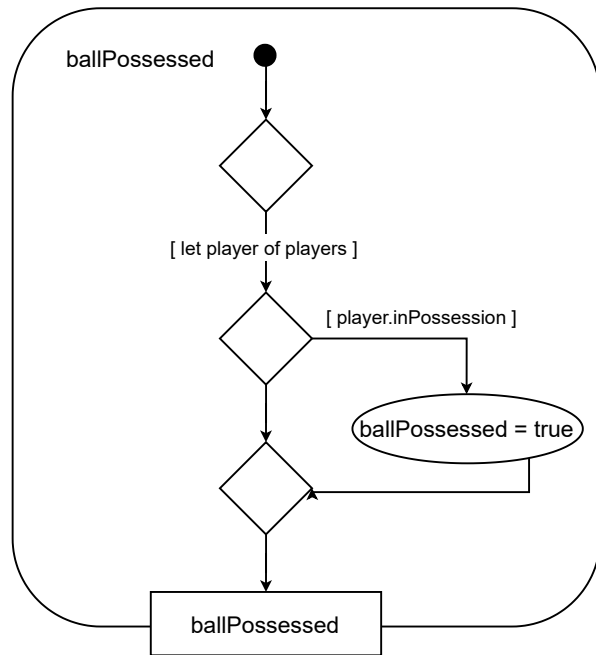 ballPossessed
[ let player of players ]
[ player.inPossession ]
ballPossessed = true
ballPossessed